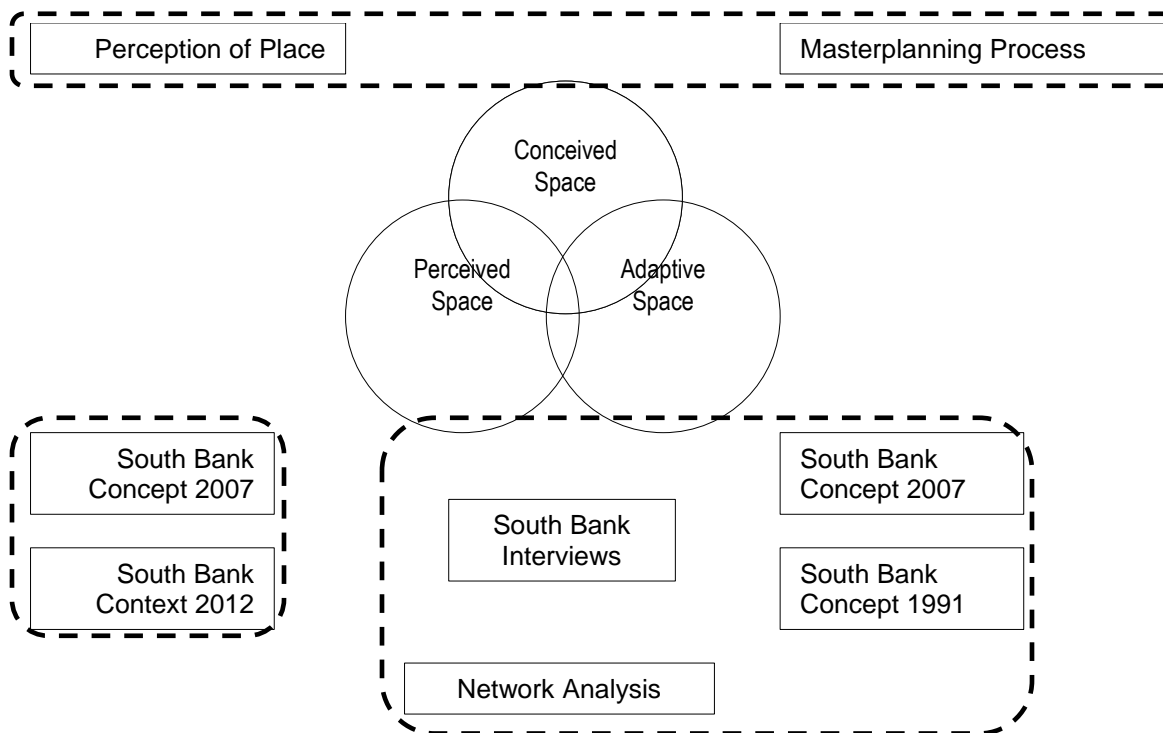 Perception of Place
Masterplanning Process
Conceived
Space
Perceived
Space
Adaptive
Space
South Bank
Concept 2007
South Bank
Context 2012
South Bank
Interviews
Network Analysis
South Bank
Concept 2007
South Bank
Concept 1991